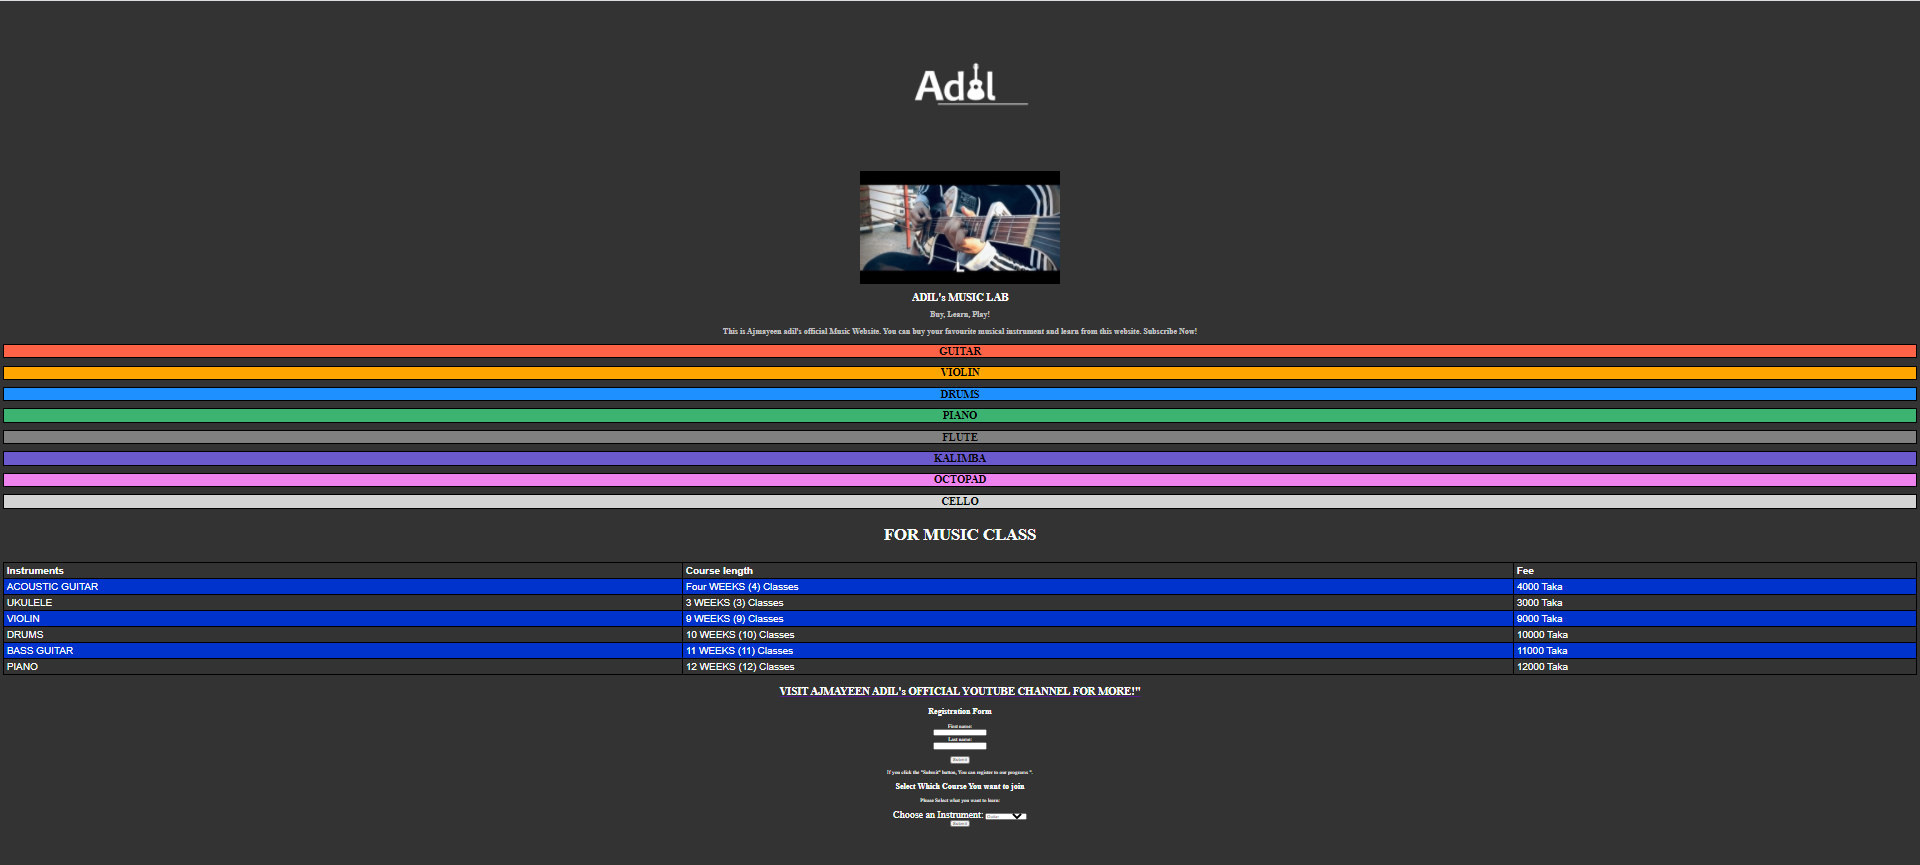 Adil
ADIL's MUSIC LAB
Buy, Learn, Play!
This is Ajmayeen adil's official Music Website. You can buy your favourite musical instrument and learn from this website. Subscribe Now!
GUITAR
VIOLIN
DRUMS
PIANO
FLUTE
KALIMBA
OCTOPAD
CELLO
FOR MUSIC CLASS
Instruments Course length Fee
ACOUSTIC GUITAR Four WEEKS (4) Classes 4000 Taka
UKULELE 3 WEEKS (3) Classes 3000 Taka
VIOLIN 9 WEEKS (9) Classes 9000 Taka
DRUMS 10 WEEKS (10) Classes 10000 Taka
BASS GUITAR 11 WEEKS (11) Classes 11000 Taka
PIANO 12 WEEKS (12) Classes 12000 Taka
VISIT AJMAYEEN ADIL's OFFICIAL YOUTUBE CHANNEL FOR MORE!"
Registration Form
First name:
Last name:
Submit
If you click the "Submit" button, You can register to our programs ".
Select Which Course You want to join
Please Select what you want to learn:
Choose an Instrument: Guitar
Submit